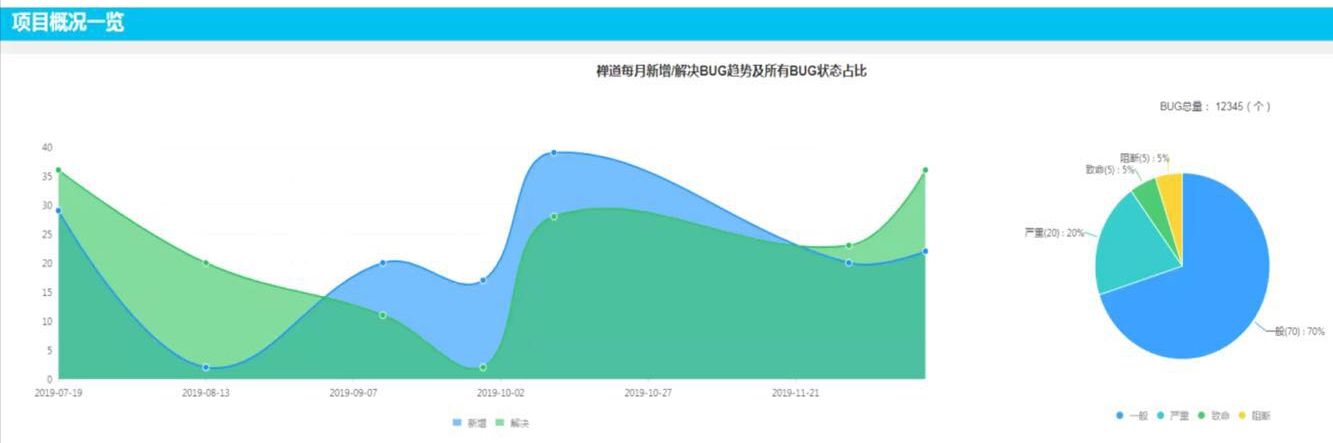 项目概况一览
禅道每月新增/解决BUG趋势及所有BUG状态占比
BUG总量： 12345（ 个 ）
40
35
30
25
20
15
10
5
0
2019-07-19
2019-08-13
2019-09-07
2019-10-02
2019-10-27
2019-11-21
新增
解决
阻断(5) : 5%
致命(5) : 5%
严重(20) : 20%
一般(70) : 70%
一般
严重
致命
阻断